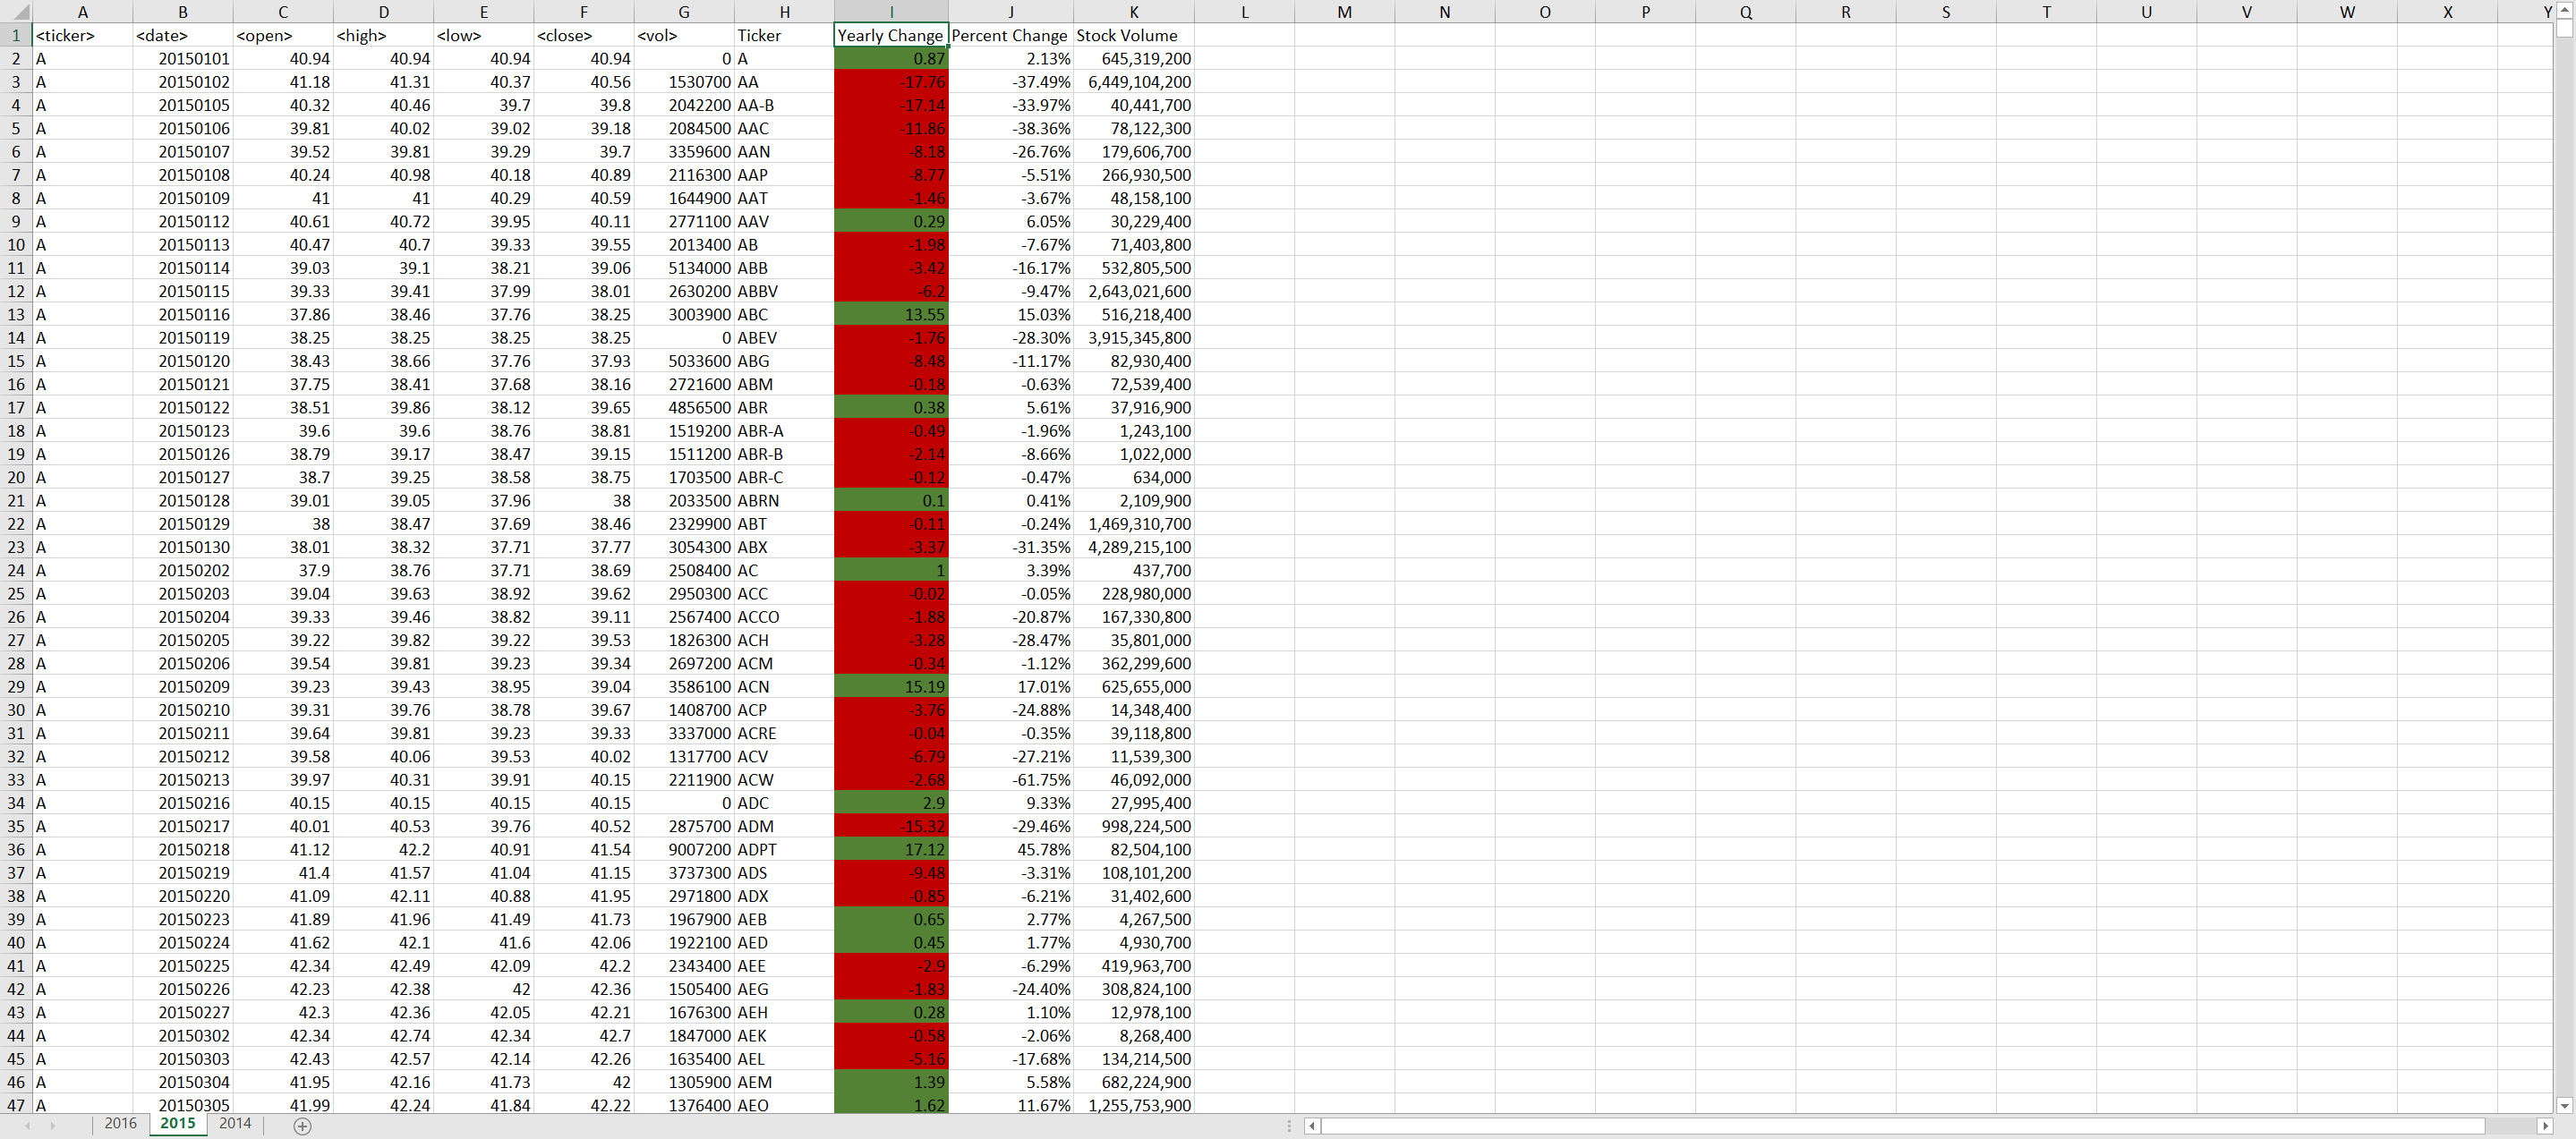 A B C D E F G H I J K L M N O P Q R S T U V W X Y
1 <ticker> <date> <open> <high> <low> <close> <vol> Ticker Yearly Change Percent Change Stock Volume
2 A 20150101 40.94 40.94 40.94 40.94 0 A 0.87 2.13% 645,319,200
3 A 20150102 41.18 41.31 40.37 40.56 1530700 AA -17.76 -37.49% 6,449,104,200
4 A 20150105 40.32 40.46 39.7 39.8 2042200 AA-B -17.14 -33.97% 40,441,700
5 A 20150106 39.81 40.02 39.02 39.18 2084500 AAC -11.86 -38.36% 78,122,300
6 A 20150107 39.52 39.81 39.29 39.7 3359600 AAN -8.18 -26.76% 179,606,700
7 A 20150108 40.24 40.98 40.18 40.89 2116300 AAP -8.77 -5.51% 266,930,500
8 A 20150109 41 41 40.29 40.59 1644900 AAT -1.46 -3.67% 48,158,100
9 A 20150112 40.61 40.72 39.95 40.11 2771100 AAV 0.29 6.05% 30,229,400
10 A 20150113 40.47 40.7 39.33 39.55 2013400 AB -1.98 -7.67% 71,403,800
11 A 20150114 39.03 39.1 38.21 39.06 5134000 ABB -3.42 -16.17% 532,805,500
12 A 20150115 39.33 39.41 37.99 38.01 2630200 ABBV -6.2 -9.47% 2,643,021,600
13 A 20150116 37.86 38.46 37.76 38.25 3003900 ABC 13.55 15.03% 516,218,400
14 A 20150119 38.25 38.25 38.25 38.25 0 ABEV -1.76 -28.30% 3,915,345,800
15 A 20150120 38.43 38.66 37.76 37.93 5033600 ABG -8.48 -11.17% 82,930,400
16 A 20150121 37.75 38.41 37.68 38.16 2721600 ABM -0.18 -0.63% 72,539,400
17 A 20150122 38.51 39.86 38.12 39.65 4856500 ABR 0.38 5.61% 37,916,900
18 A 20150123 39.6 39.6 38.76 38.81 1519200 ABR-A -0.49 -1.96% 1,243,100
19 A 20150126 38.79 39.17 38.47 39.15 1511200 ABR-B -2.14 -8.66% 1,022,000
20 A 20150127 38.7 39.25 38.58 38.75 1703500 ABR-C -0.12 -0.47% 634,000
21 A 20150128 39.01 39.05 37.96 38 2033500 ABRN 0.1 0.41% 2,109,900
22 A 20150129 38 38.47 37.69 38.46 2329900 ABT -0.11 -0.24% 1,469,310,700
23 A 20150130 38.01 38.32 37.71 37.77 3054300 ABX -3.37 -31.35% 4,289,215,100
24 A 20150202 37.9 38.76 37.71 38.69 2508400 AC 1 3.39% 437,700
25 A 20150203 39.04 39.63 38.92 39.62 2950300 ACC -0.02 -0.05% 228,980,000
26 A 20150204 39.33 39.46 38.82 39.11 2567400 ACCO -1.88 -20.87% 167,330,800
27 A 20150205 39.22 39.82 39.22 39.53 1826300 ACH -3.28 -28.47% 35,801,000
28 A 20150206 39.54 39.81 39.23 39.34 2697200 ACM -0.34 -1.12% 362,299,600
29 A 20150209 39.23 39.43 38.95 39.04 3586100 ACN 15.19 17.01% 625,655,000
30 A 20150210 39.31 39.76 38.78 39.67 1408700 ACP -3.76 -24.88% 14,348,400
31 A 20150211 39.64 39.81 39.23 39.33 3337000 ACRE -0.04 -0.35% 39,118,800
32 A 20150212 39.58 40.06 39.53 40.02 1317700 ACV -6.79 -27.21% 11,539,300
33 A 20150213 39.97 40.31 39.91 40.15 2211900 ACW -2.68 -61.75% 46,092,000
34 A 20150216 40.15 40.15 40.15 40.15 0 ADC 2.9 9.33% 27,995,400
35 A 20150217 40.01 40.53 39.76 40.52 2875700 ADM -15.32 -29.46% 998,224,500
36 A 20150218 41.12 42.2 40.91 41.54 9007200 ADPT 17.12 45.78% 82,504,100
37 A 20150219 41.4 41.57 41.04 41.15 3737300 ADS -9.48 -3.31% 108,101,200
38 A 20150220 41.09 42.11 40.88 41.95 2971800 ADX -0.85 -6.21% 31,402,600
39 A 20150223 41.89 41.96 41.49 41.73 1967900 AEB 0.65 2.77% 4,267,500
40 A 20150224 41.62 42.1 41.6 42.06 1922100 AED 0.45 1.77% 4,930,700
41 A 20150225 42.34 42.49 42.09 42.2 2343400 AEE -2.9 -6.29% 419,963,700
42 A 20150226 42.23 42.38 42 42.36 1505400 AEG -1.83 -24.40% 308,824,100
43 A 20150227 42.3 42.36 42.05 42.21 1676300 AEH 0.28 1.10% 12,978,100
44 A 20150302 42.34 42.74 42.34 42.7 1847000 AEK -0.58 -2.06% 8,268,400
45 A 20150303 42.43 42.57 42.14 42.26 1635400 AEL -5.16 -17.68% 134,214,500
46 A 20150304 41.95 42.16 41.73 42 1305900 AEM 1.39 5.58% 682,224,900
47 A 20150305 41.99 42.24 41.84 42.22 1376400 AEO 1.62 11.67% 1,255,753,900
2016 2015 2014